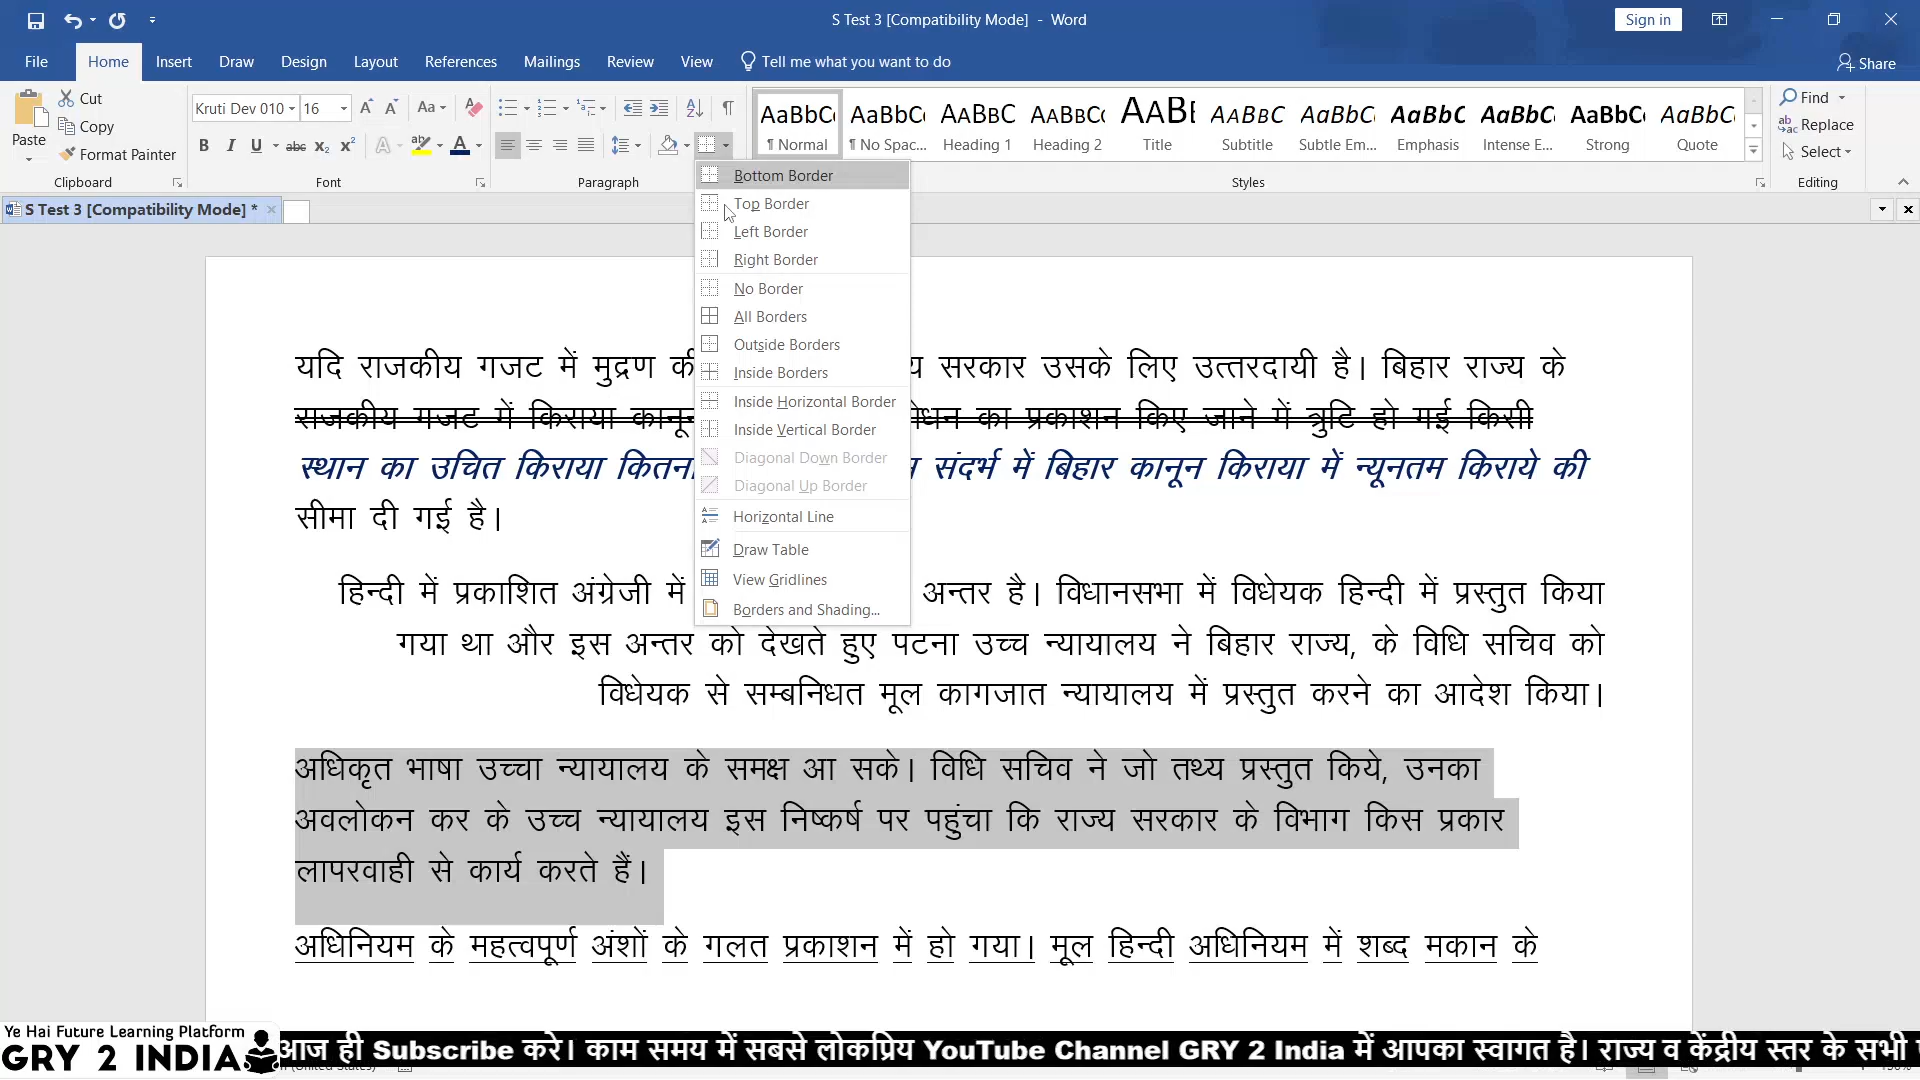 S Test 3 [Compatibility Mode] - Word
Sign in
File Home Insert Draw Design Layout References Mailings Review View Tell me what you want to do
Share
Paste
Cut
Copy
Format Painter
Clipboard
Kruti Dev 010 16
Font
Paragraph
AaBbC AaBbC AaBbC AaBbC AaB AaBbC AaBbC AaBbC AaBbC AaBbC AaBbC
¶ Normal ¶ No Spac... Heading 1 Heading 2 Title Subtitle Subtle Em... Emphasis Intense E... Strong Quote
Styles
Find
Replace
Select
Editing
S Test 3 [Compatibility Mode] *
Bottom Border
Top Border
Left Border
Right Border
No Border
All Borders
Outside Borders
Inside Borders
Inside Horizontal Border
Inside Vertical Border
Diagonal Down Border
Diagonal Up Border
Horizontal Line
Draw Table
View Gridlines
Borders and Shading...
यदि राजकीय गजट में मुद्रण की सरकार उसके लिए उत्तरदायी है। बिहार राज्य के
राजकीय गजट में किराया का प्रकाशन किए जाने में त्रुटि हो गई किसी
स्थान का उचित किराया संदर्भ में बिहार कानून किराया में न्यूनतम किराये की
सीमा दी गई है।
हिन्दी में प्रकाशित अंग्रेजी में अन्तर है। विधानसभा में विधेयक हिन्दी में प्रस्तुत किया
गया था और इस अन्तर को देखते हुए पटना उच्च न्यायालय ने बिहार राज्य, के विधि सचिव को
विधेयक से सम्बनिधत मूल कागजात न्यायालय में प्रस्तुत करने का आदेश किया।
अधिकृत भाषा उच्चा न्यायालय के समक्ष आ सके। विधि सचिव ने जो तथ्य प्रस्तुत किये, उनका
अवलोकन कर के उच्च न्यायालय इस निष्कर्ष पर पहुंचा कि राज्य सरकार के विभाग किस प्रकार
लापरवाही से कार्य करते हैं।
अधिनियम के महत्वपूर्ण अंशों के गलत प्रकाशन में हो गया। मूल हिन्दी अधिनियम में शब्द मकान के
Ye Hai Future Learning Platform
GRY 2 INDIA
आज ही Subscribe करे। काम समय में सबसे लोकप्रिय YouTube Channel GRY 2 India में आपका स्वागत है। राज्य व केंद्रीय स्तर के सभी